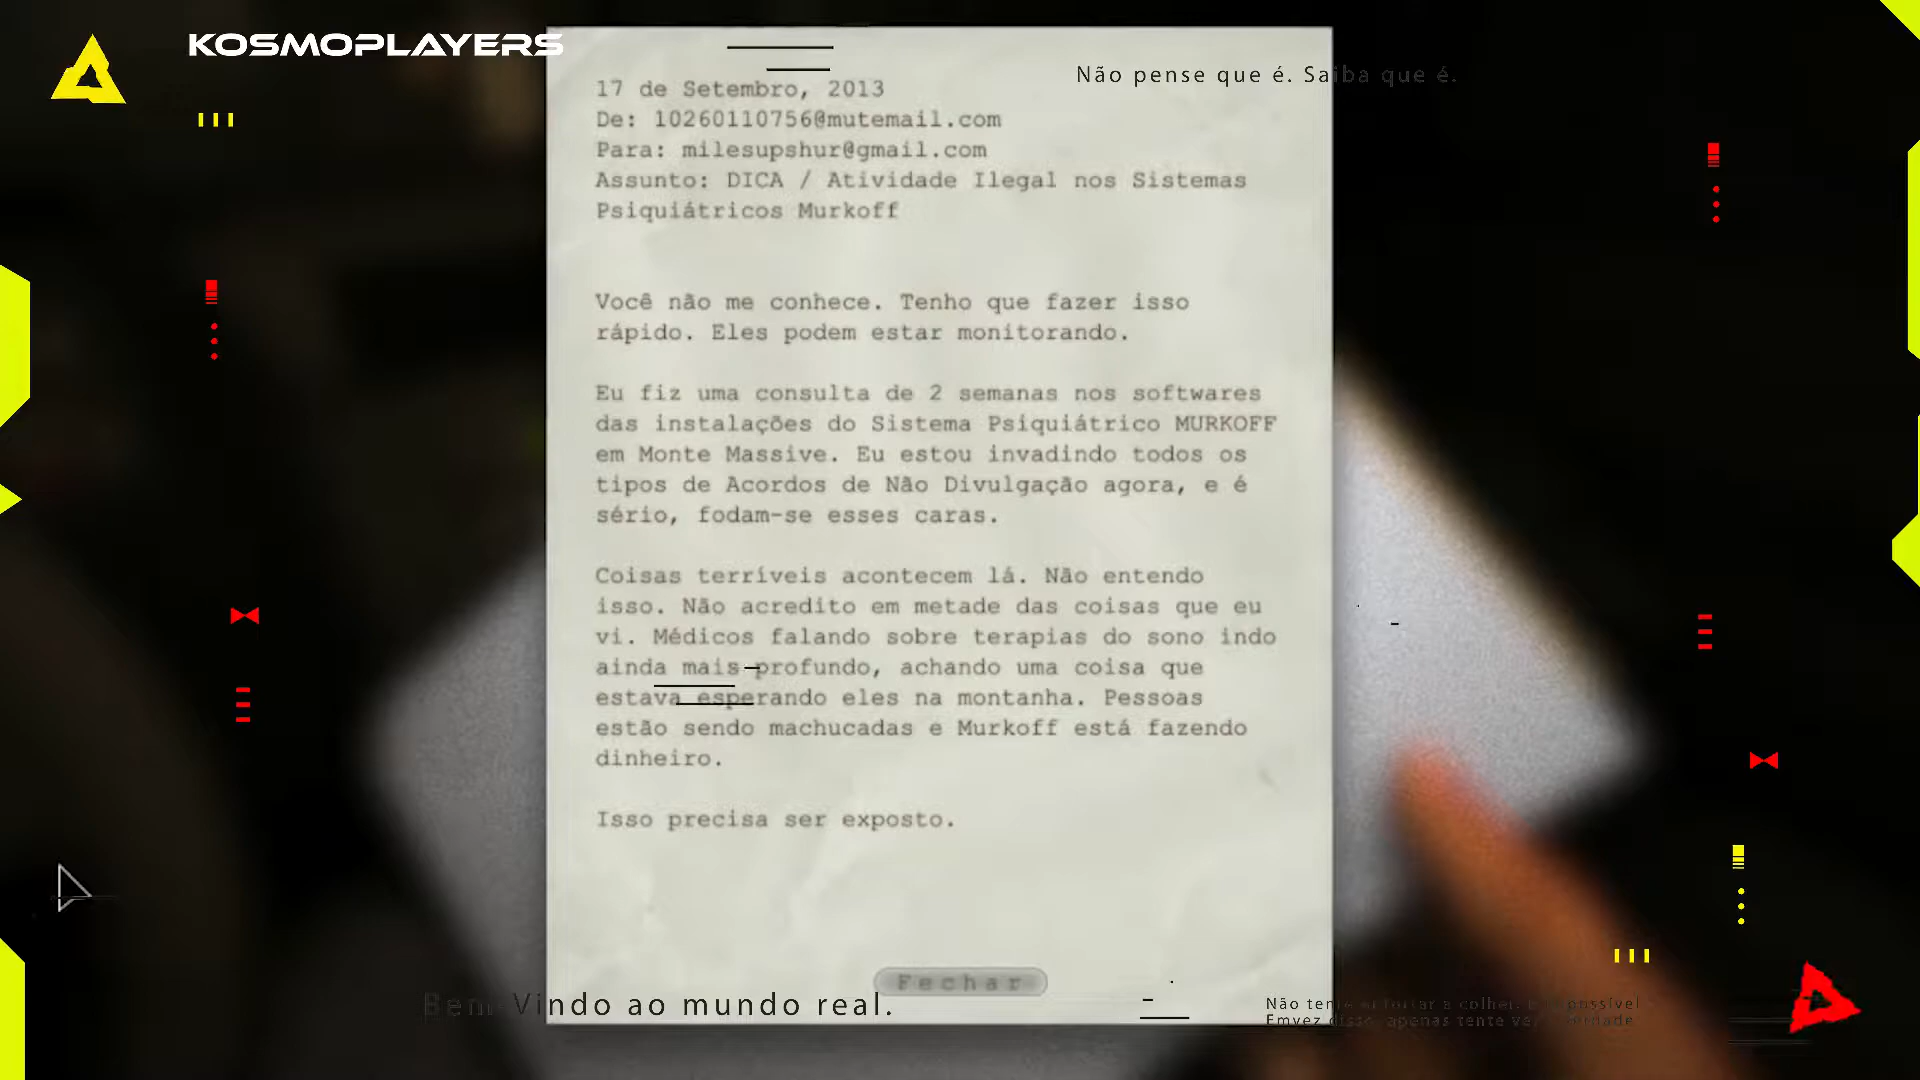 KOSMOPLAYERS
Não pense que é. Saiba que é.
17 de Setembro, 2013
De: 10260110756@mutemail.com
Para: milesupshur@gmail.com
Assunto: DICA / Atividade Ilegal nos Sistemas
Psiquiátricos Murkoff
Você não me conhece. Tenho que fazer isso
rápido. Eles podem estar monitorando.
Eu fiz uma consulta de 2 semanas nos softwares
das instalações do Sistema Psiquiátrico MURKOFF
em Monte Massive. Eu estou invadindo todos os
tipos de Acordos de Não Divulgação agora, e é
sério, fodam-se esses caras.
Coisas terríveis acontecem lá. Não entendo
isso. Não acredito em metade das coisas que eu
vi. Médicos falando sobre terapias do sono indo
ainda mais profundo, achando uma coisa que
estava esperando eles na montanha. Pessoas
estão sendo machucadas e Murkoff está fazendo
dinheiro.
Isso precisa ser exposto.
Fechar
Bem Vindo ao mundo real.
Não a colher.
Emvez apenas tente